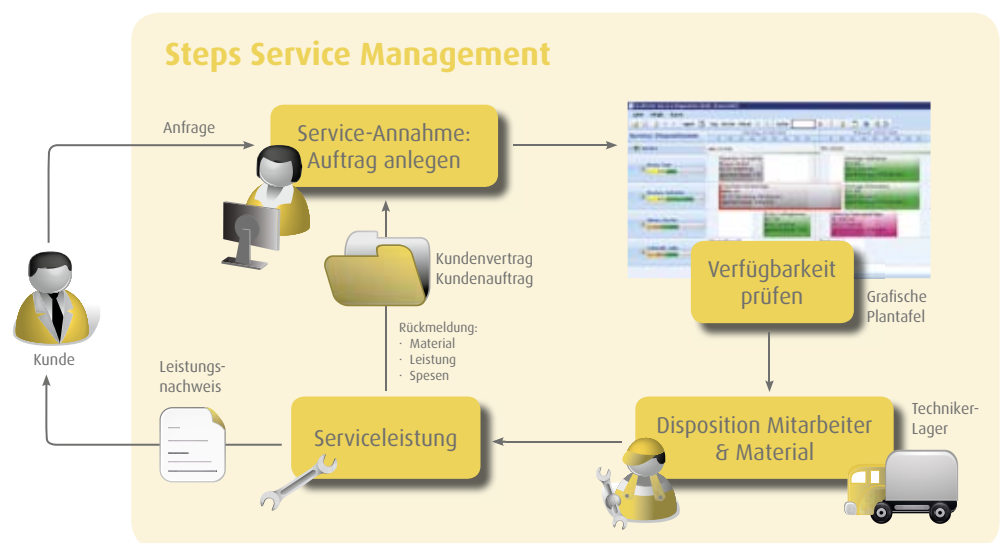 Steps Service Management
Anfrage
Service-Annahme:
Auftrag anlegen
Kundenvertrag
Kundenauftrag
Verfügbarkeit
prüfen
Grafische
Plantafel
Rückmeldung:
· Material
· Leistung
· Spesen
Kunde
Leistungs-
nachweis
Serviceleistung
Disposition Mitarbeiter
& Material
Techniker-
Lager